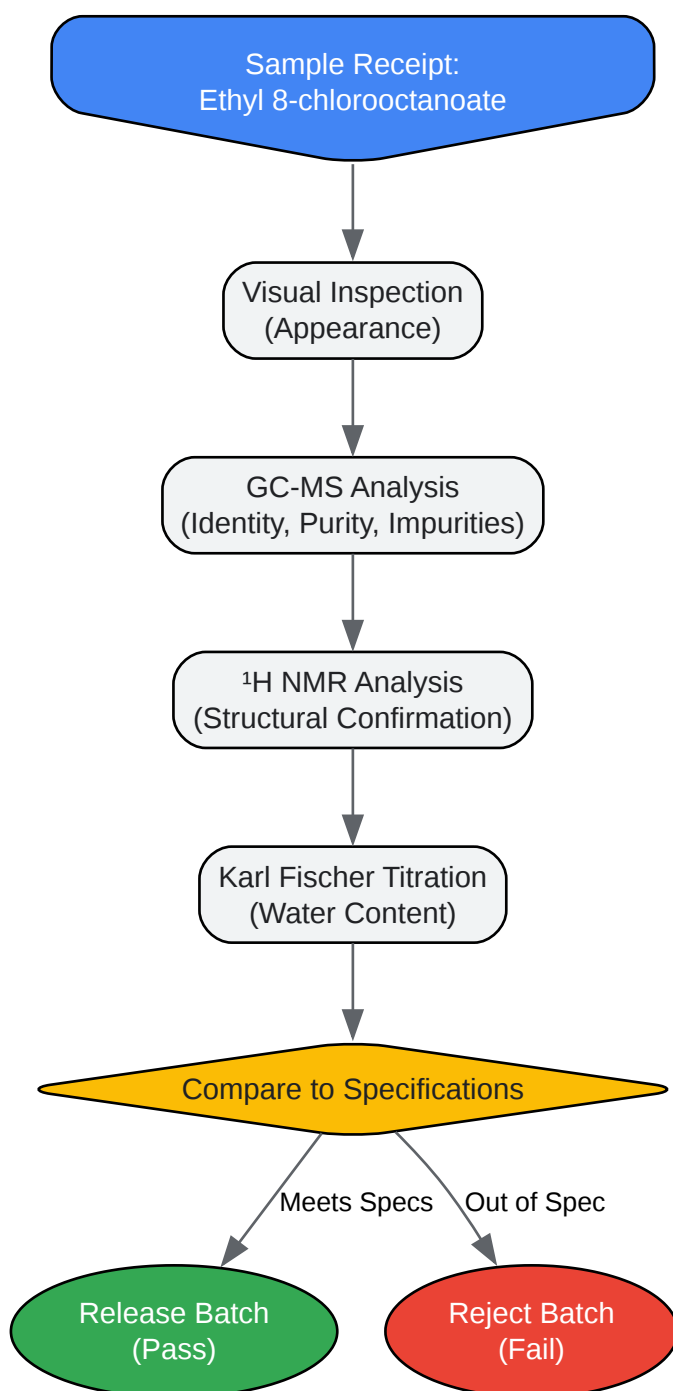 Sample Receipt:
Ethyl 8-chlorooctanoate
Visual Inspection
(Appearance)
GC-MS Analysis
(Identity, Purity, Impurities)
¹H NMR Analysis
(Structural Confirmation)
Karl Fischer Titration
(Water Content)
Compare to Specifications
Meets Specs
Out of Spec
Release Batch
(Pass)
Reject Batch
(Fail)